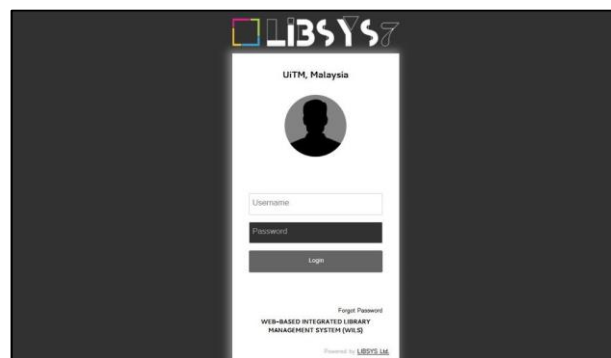 LiBSYS7
UiTM, Malaysia
Username
Password
Login
Forgot Password
WEB-BASED INTEGRATED LIBRARY
MANAGEMENT SYSTEM (WILS)
Powered by LIBSYS Ltd.